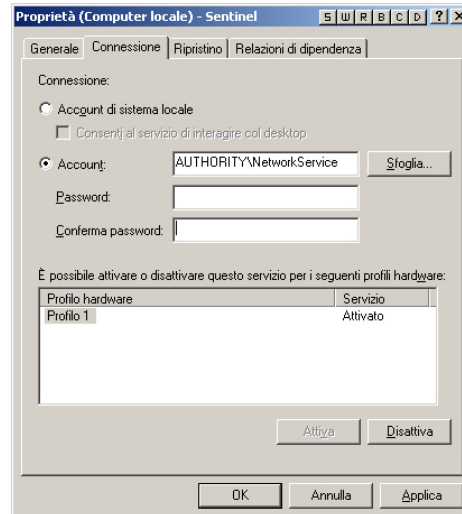 Proprietà (Computer locale) - Sentinel S W R B C D ? X
Generale Connessione Ripristino Relazioni di dipendenza
Connessione:
Account di sistema locale
Consenti al servizio di interagire col desktop
Account: AUTHORITY\NetworkService Sfoglia...
Password:
Conferma password:
È possibile attivare o disattivare questo servizio per i seguenti profili hardware:
Profilo hardware Servizio
Profilo 1 Attivato
Attiva Disattiva
OK Annulla Applica